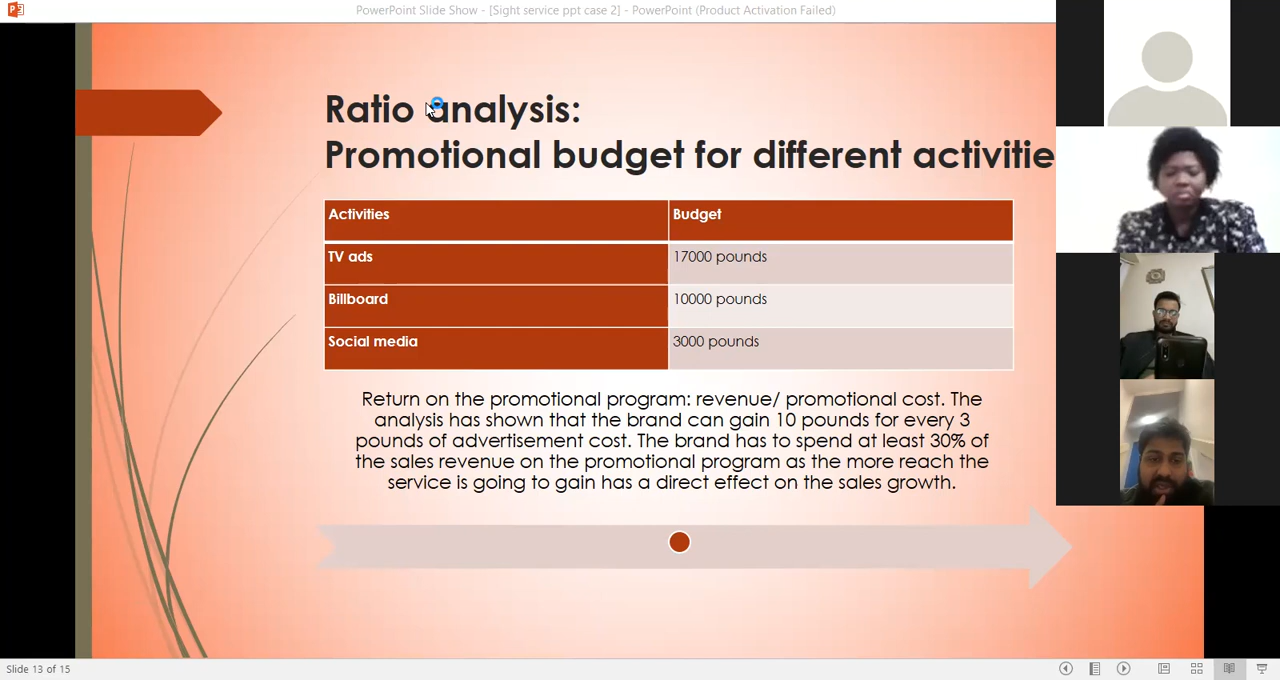 PowerPoint Slide Show - [Sight service ppt case 2] - PowerPoint (Product Activation Failed)
Ratio analysis:
Promotional budget for different activitie
Activities Budget
TV ads 17000 pounds
Billboard 10000 pounds
Social media 3000 pounds
Return on the promotional program: revenue/ promotional cost. The
analysis has shown that the brand can gain 10 pounds for every 3
pounds of advertisement cost. The brand has to spend at least 30% of
the sales revenue on the promotional program as the more reach the
service is going to gain has a direct effect on the sales growth.
Slide 13 of 15